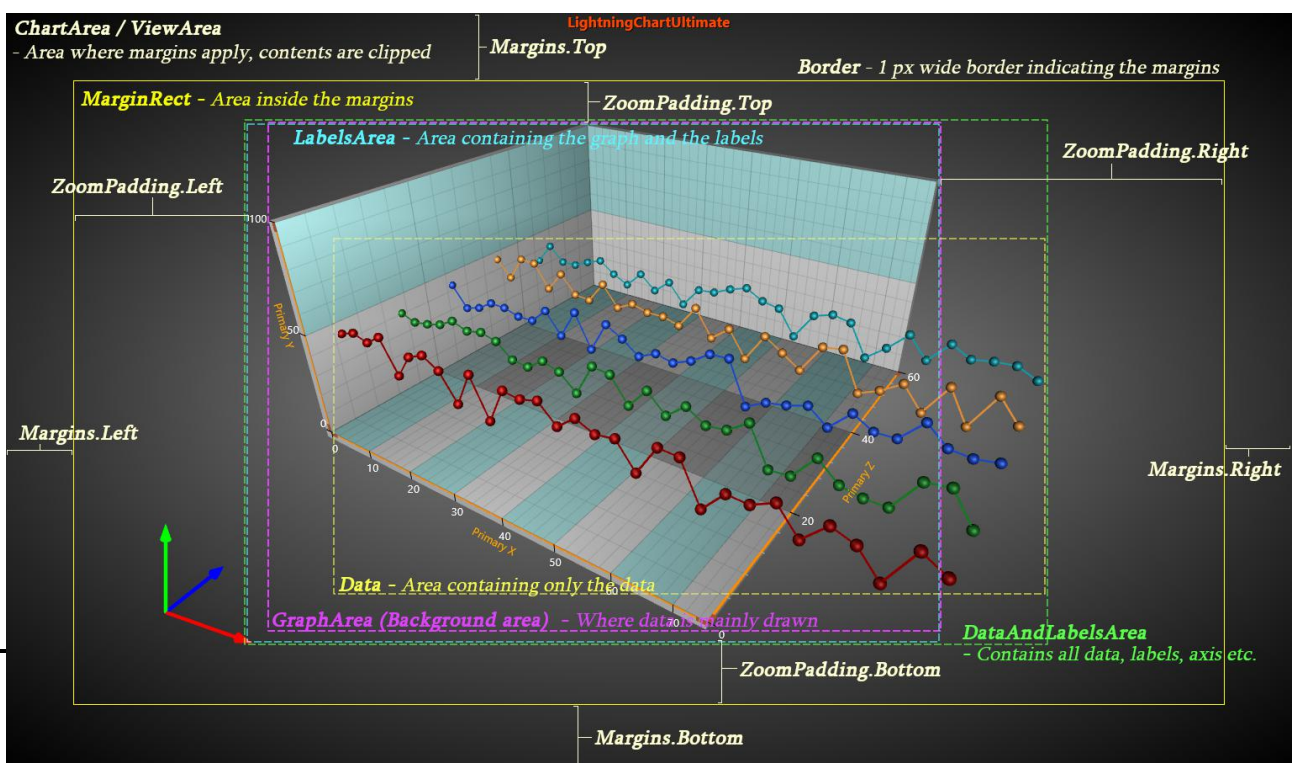 LightningChartUltimate
ChartArea / ViewArea
- Area where margins apply, contents are clipped
Margins.Top
Border - 1 px wide border indicating the margins
MarginRect - Area inside the margins
ZoomPadding.Top
LabelsArea - Area containing the graph and the labels
ZoomPadding.Right
ZoomPadding.Left
100
Primary Y
50
0
60
40
Primary Z
20
0
Margins.Left
Margins.Right
0
10
20
30
40
Primary X
50
60
70
Data - Area containing only the data
GraphArea (Background area) - Where data is mainly drawn
DataAndLabelsArea
- Contains all data, labels, axis etc.
ZoomPadding.Bottom
Margins.Bottom